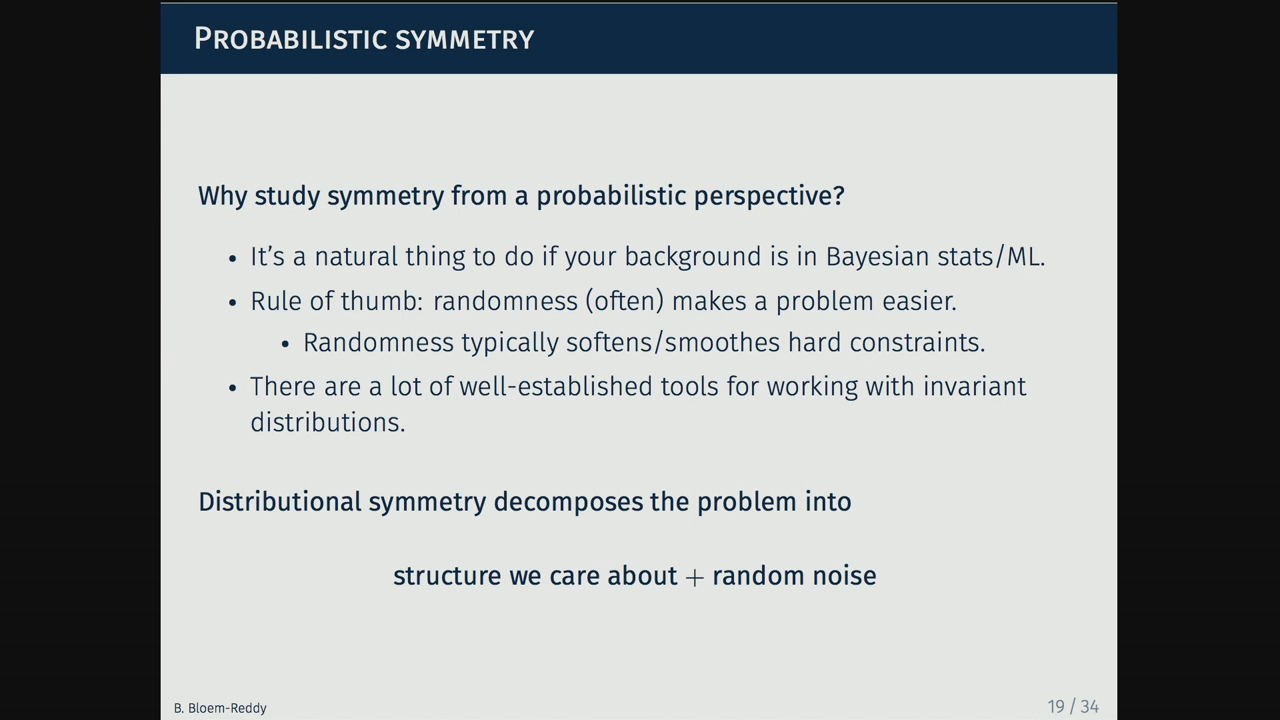 PROBABILISTIC SYMMETRY
Why study symmetry from a probabilistic perspective?
• It’s a natural thing to do if your background is in Bayesian stats/ML.
• Rule of thumb: randomness (often) makes a problem easier.
• Randomness typically softens/smoothes hard constraints.
• There are a lot of well-established tools for working with invariant
distributions.
Distributional symmetry decomposes the problem into
structure we care about + random noise
B. Bloem-Reddy
19 / 34